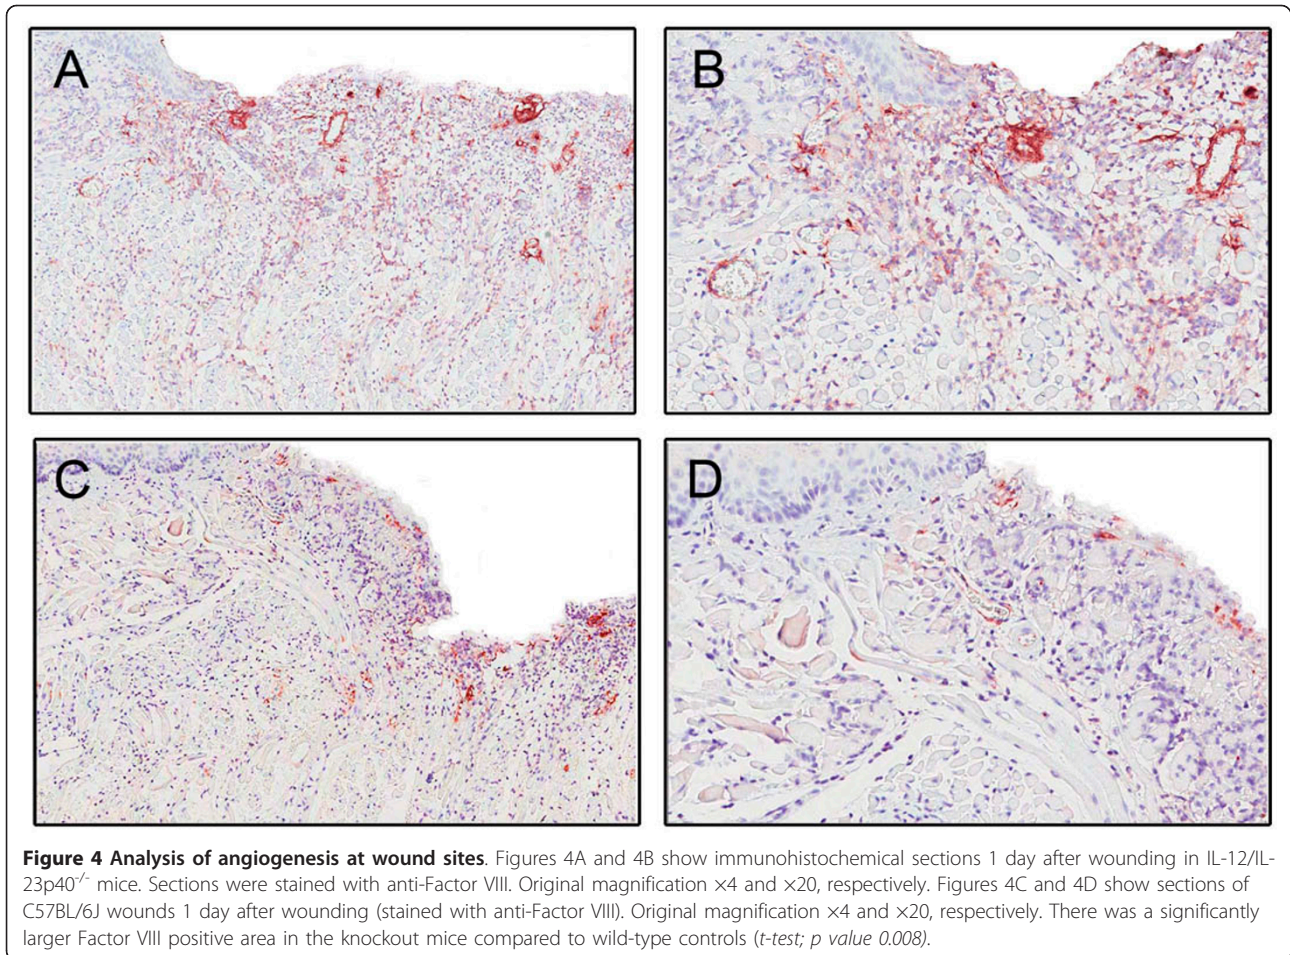 A
B
C
D
Figure 4 Analysis of angiogenesis at wound sites. Figures 4A and 4B show immunohistochemical sections 1 day after wounding in IL-12/IL-
23p40-/- mice. Sections were stained with anti-Factor VIII. Original magnification ×4 and ×20, respectively. Figures 4C and 4D show sections of
C57BL/6J wounds 1 day after wounding (stained with anti-Factor VIII). Original magnification ×4 and ×20, respectively. There was a significantly
larger Factor VIII positive area in the knockout mice compared to wild-type controls (t-test; p value 0.008).